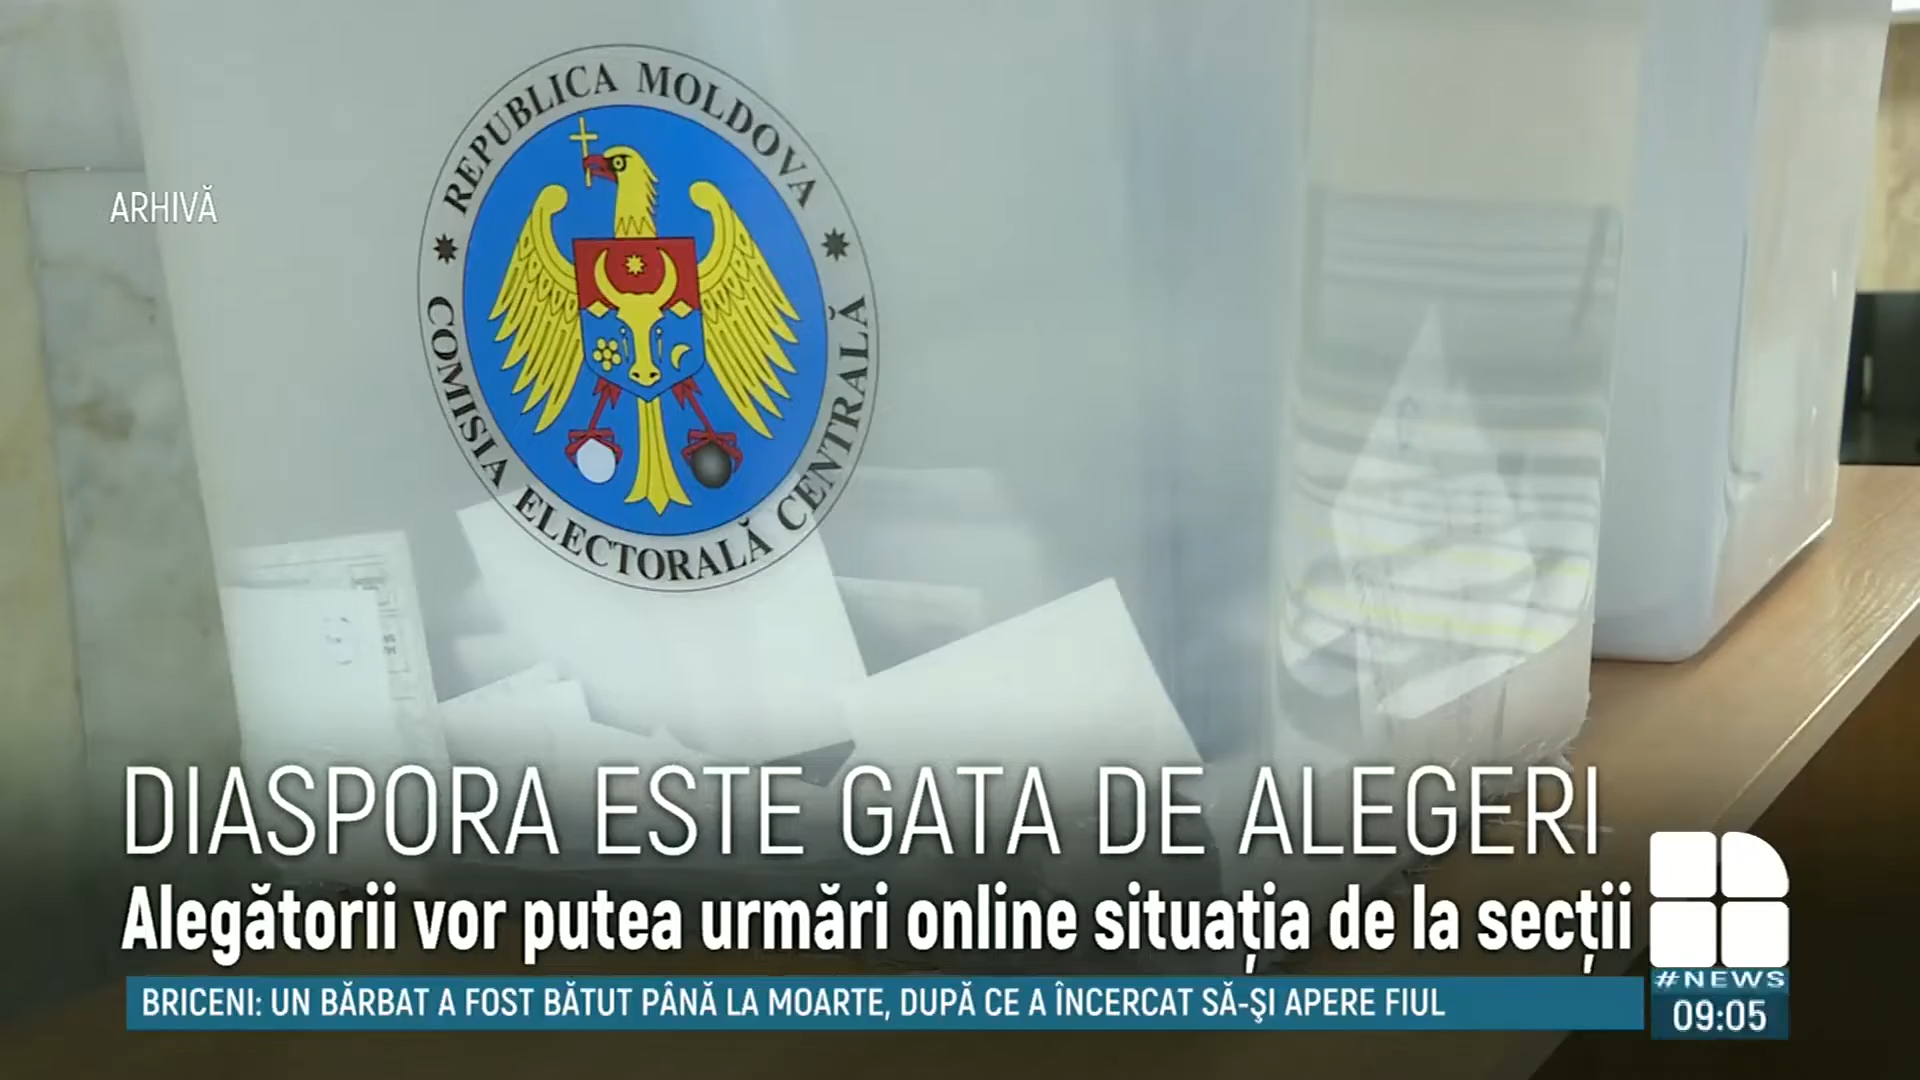 REPUBLICA MOLDOVA
COMISIA ELECTORALĂ CENTRALĂ
ARHIVĂ
DIASPORA ESTE GATA DE ALEGERI
Alegătorii vor putea urmări online situația de la secții
BRICENI: UN BĂRBAT A FOST BĂTUT PÂNĂ LA MOARTE, DUPĂ CE A ÎNCERCAT SĂ-ŞI APERE FIUL
#NEWS
09:05